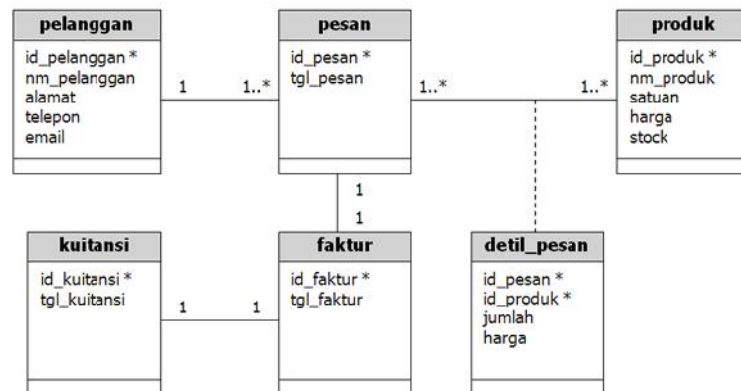 pelanggan
id_pelanggan *
nm_pelanggan
alamat
telepon
email
1
1..*
pesan
id_pesan *
tgl_pesan
1..*
1..*
produk
id_produk *
nm_produk
satuan
harga
stock
1
1
kuitansi
id_kuitansi *
tgl_kuitansi
1
1
faktur
id_faktur *
tgl_faktur
detil_pesan
id_pesan *
id_produk *
jumlah
harga